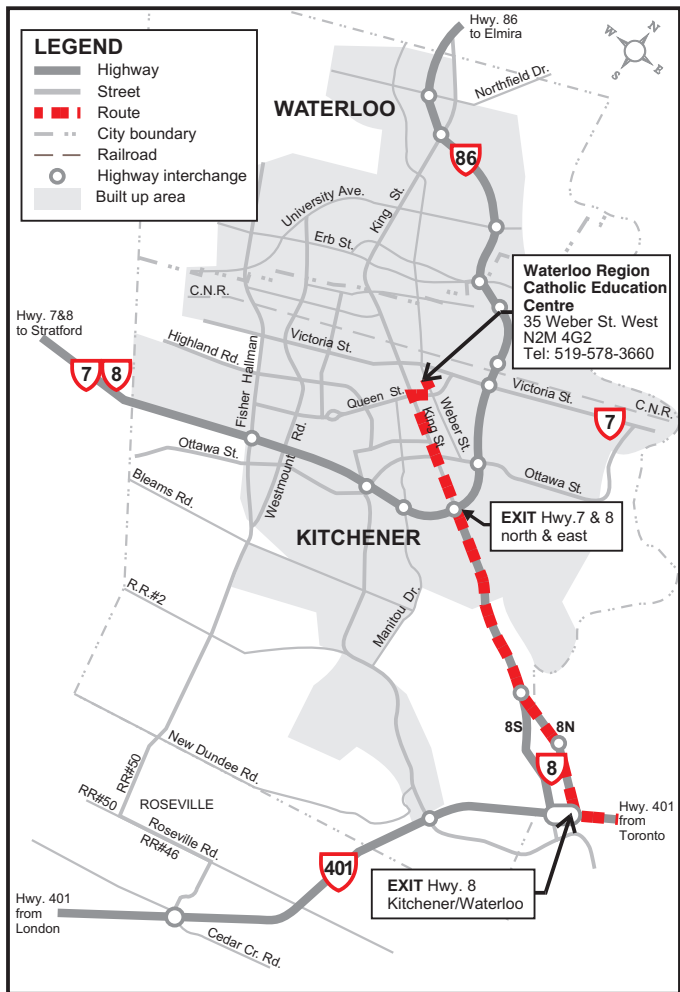 Hwy. 86
to Elmira
LEGEND
Highway
Street
Route
City boundary
Railroad
Highway interchange
Built up area
W
N
S
E
Northfield Dr.
WATERLOO
86
University Ave.
King St.
Erb St.
C.N.R.
Waterloo Region
Catholic Education
Centre
35 Weber St. West
N2M 4G2
Tel: 519-578-3660
Hwy. 7&8
to Stratford
7
8
Highland Rd.
Victoria St.
Fisher Hallman
Queen St.
King St.
Weber St.
Victoria St.
C.N.R.
7
Ottawa St.
Westmount Rd.
Ottawa St.
Bleams Rd.
KITCHENER
EXIT Hwy.7 & 8
north & east
R.R.#2
Manitou Dr.
8S
8N
8
New Dundee Rd.
RR#50
RR#50
ROSEVILLE
Roseville Rd.
RR#46
Hwy. 401
from
Toronto
401
EXIT Hwy. 8
Kitchener/Waterloo
Hwy. 401
from
London
Cedar Cr. Rd.